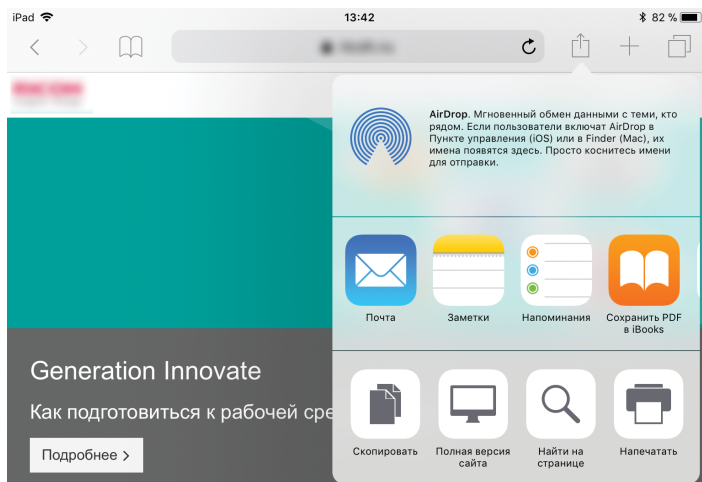 iPad
13:42
82 %
AirDrop. Мгновенный обмен данными с теми, кто
рядом. Если пользователи включат AirDrop в
Пункте управления (iOS) или в Finder (Mac), их
имена появятся здесь. Просто коснитесь имени
для отправки.
Почта
Заметки
Напоминания
Сохранить PDF
в iBooks
Generation Innovate
Как подготовиться к рабочей сре
Подробнее >
Скопировать
Полная версия
сайта
Найти на
странице
Напечатать